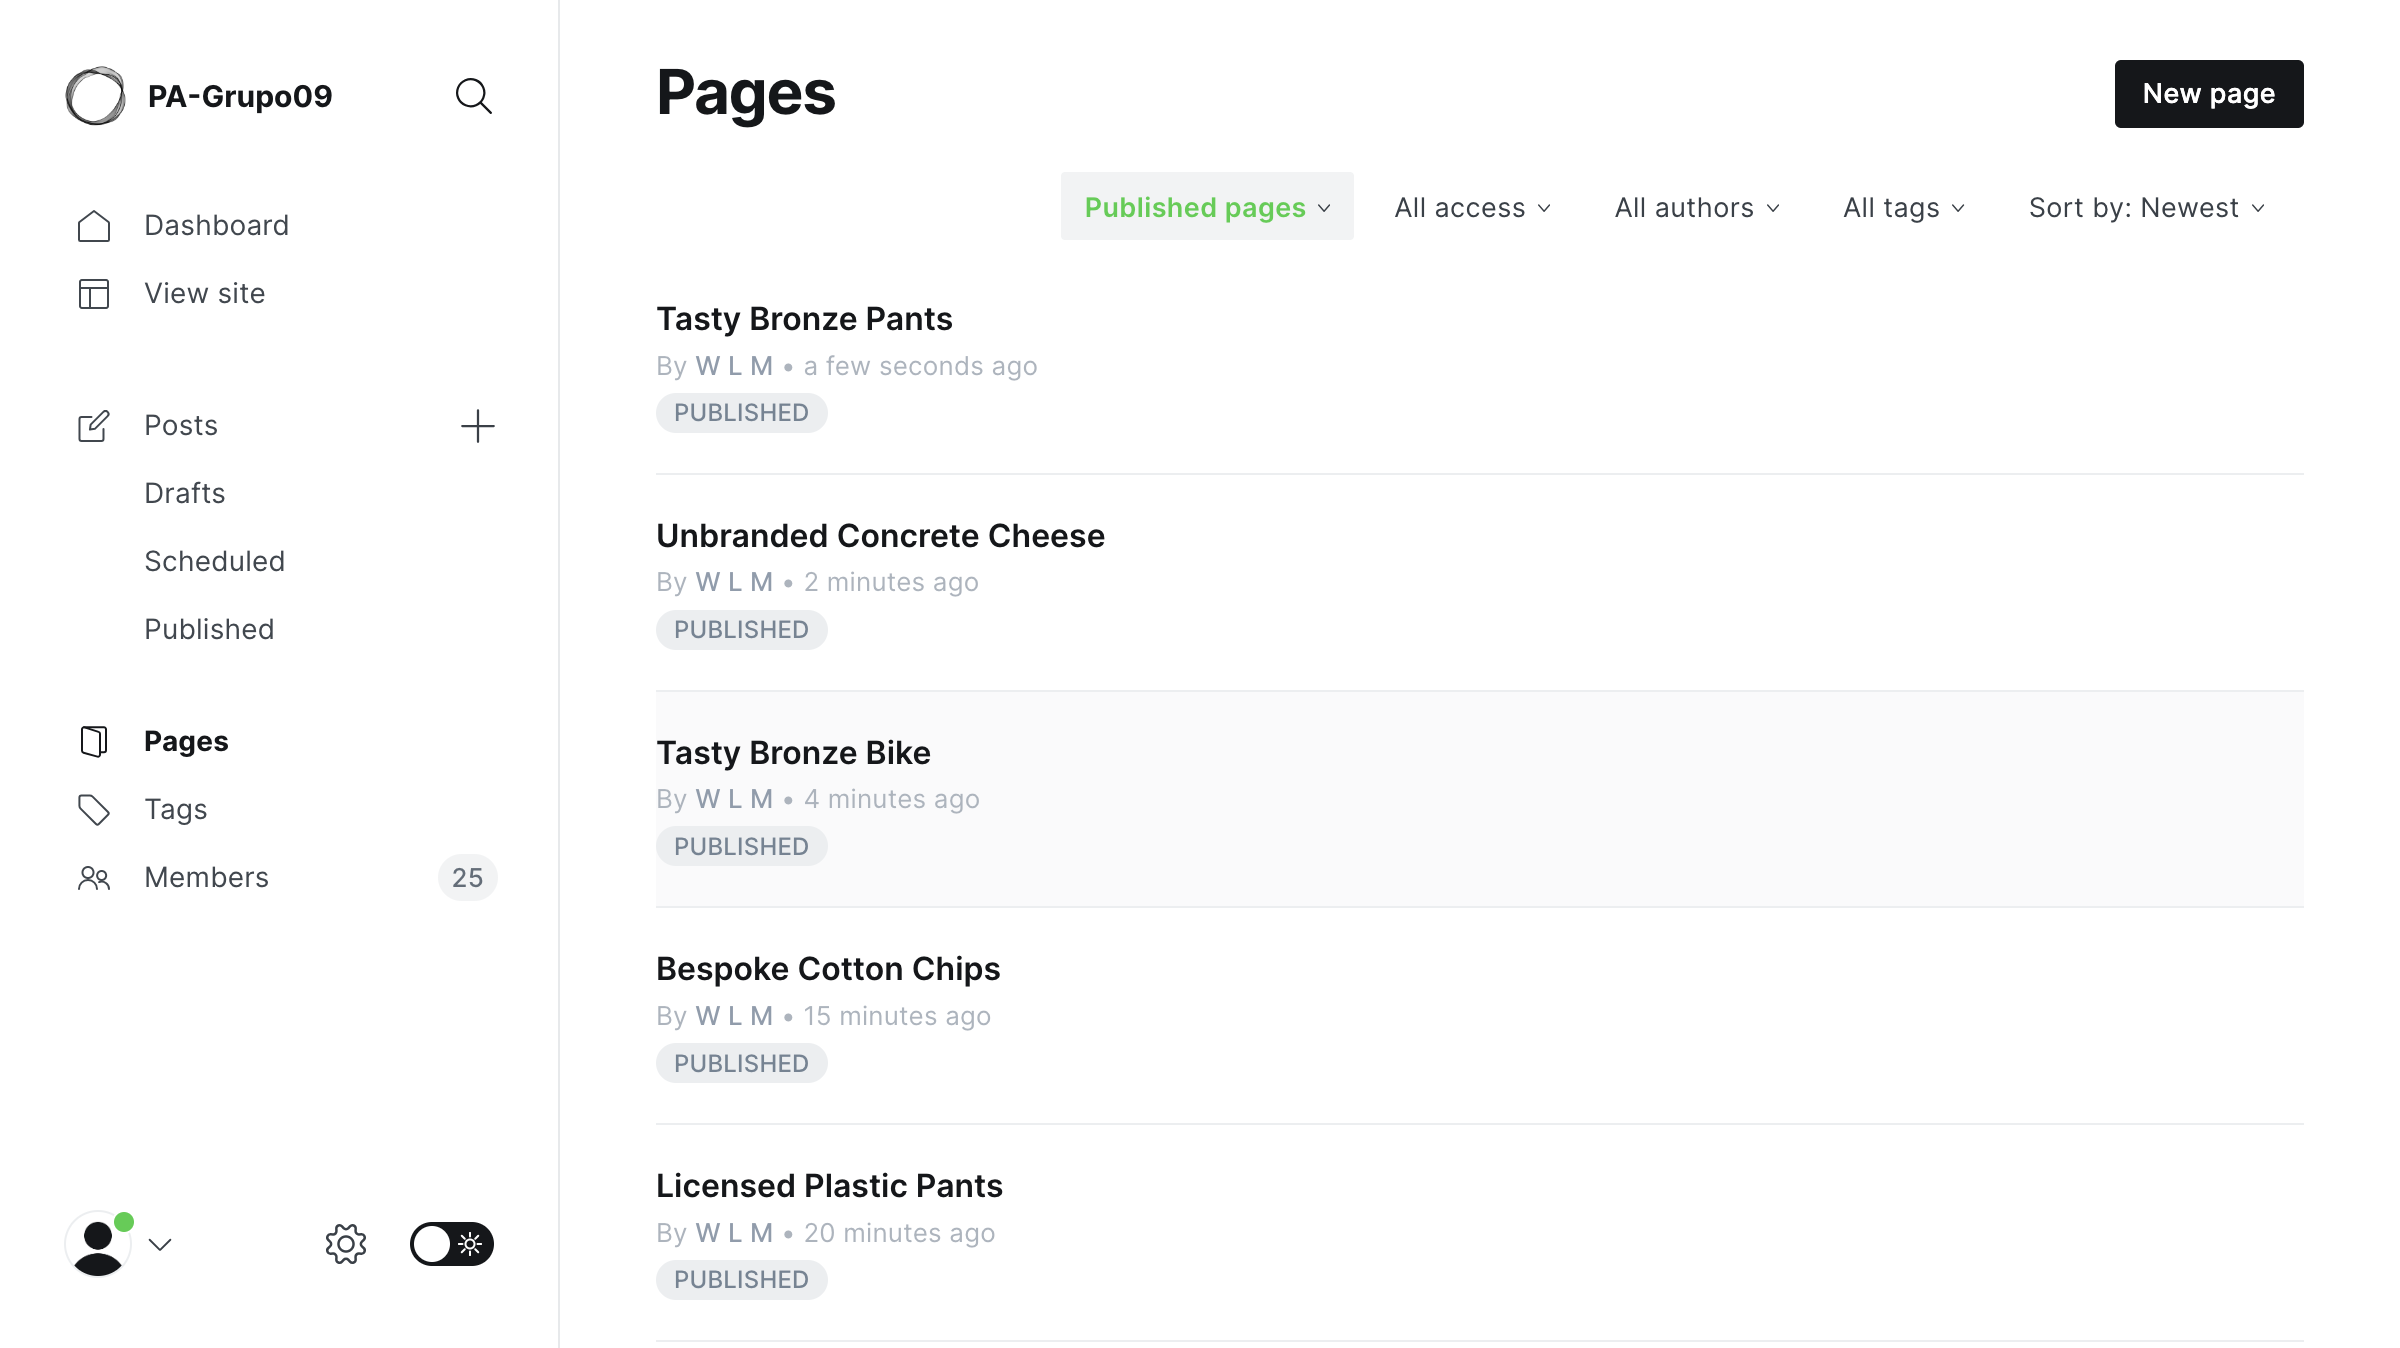 PA-Grupo09
Dashboard
View site
Posts
Drafts
Scheduled
Published
Pages
Tags
Members 25
Pages
New page
Published pages All access All authors All tags Sort by: Newest
Tasty Bronze Pants
By W L M • a few seconds ago
PUBLISHED
Unbranded Concrete Cheese
By W L M • 2 minutes ago
PUBLISHED
Tasty Bronze Bike
By W L M • 4 minutes ago
PUBLISHED
Bespoke Cotton Chips
By W L M • 15 minutes ago
PUBLISHED
Licensed Plastic Pants
By W L M • 20 minutes ago
PUBLISHED